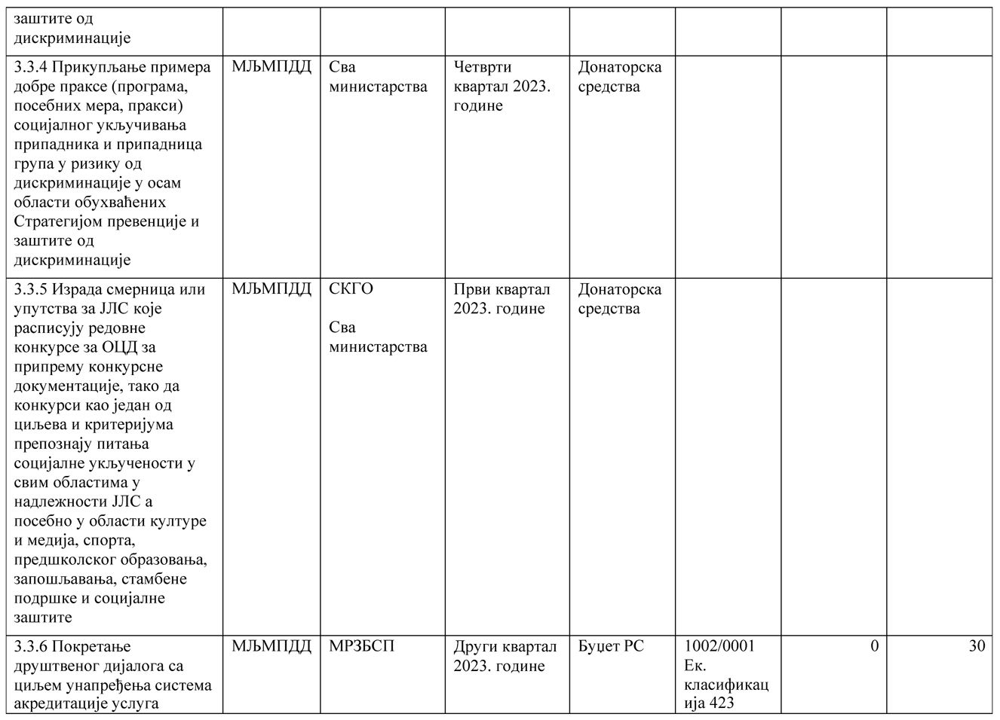 заштите од
дискриминације
3.3.4 Прикупљање примера
добре праксе (програма,
посебних мера, пракси)
социјалног укључивања
припадника и припадница
група у ризику од
дискриминације у осам
области обухваћених
Стратегијом превенције и
заштите од
дискриминације
МЉМПДД
Сва
министарства
Четврти
квартал 2023.
године
Донаторска
средства
3.3.5 Израда смерница или
упутства за ЈЛС које
расписују редовне
конкурсе за ОЦД за
припрему конкурсне
документације, тако да
конкурси као један од
циљева и критеријума
препознају питања
социјалне укључености у
свим областима у
надлежности ЈЛС а
посебно у области културе
и медија, спорта,
предшколског образовања,
запошљавања, стамбене
подршке и социјалне
заштите
МЉМПДД
СКГО
Сва
министарства
Први квартал
2023. године
Донаторска
средства
3.3.6 Покретање
друштвеног дијалога са
циљем унапређења система
акредитације услуга
МЉМПДД
МРЗБСП
Други квартал
2023. године
Буџет РС
1002/0001
Ек.
класификац
ија 423
0
30